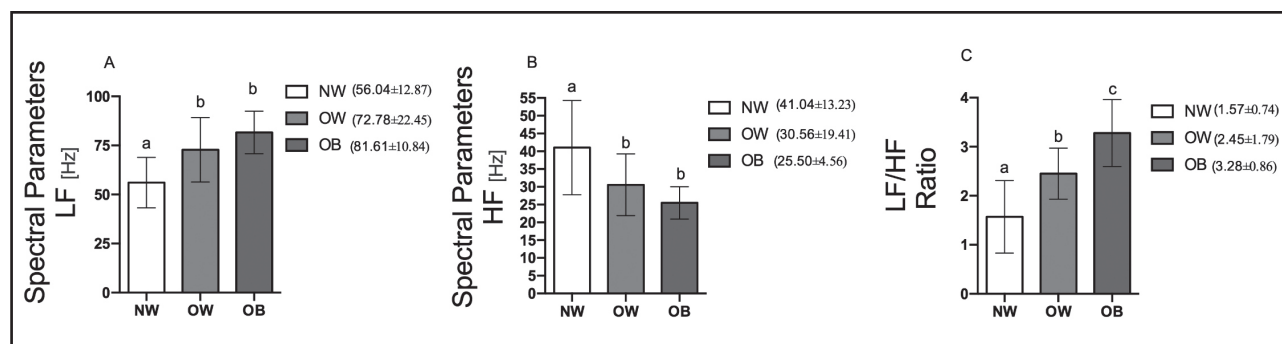 A
Spectral Parameters
LF [Hz]
100
75
50
25
0
a
b
b
NW
OW
OB
NW (56.04±12.87)
OW (72.78±22.45)
OB (81.61±10.84)
B
Spectral Parameters
HF [Hz]
55
50
45
40
35
30
25
20
15
10
5
0
a
b
b
NW
OW
OB
NW (41.04±13.23)
OW (30.56±19.41)
OB (25.50±4.56)
C
LF/HF
Ratio
4
3
2
1
0
a
b
c
NW
OW
OB
NW (1.57±0.74)
OW (2.45±1.79)
OB (3.28±0.86)